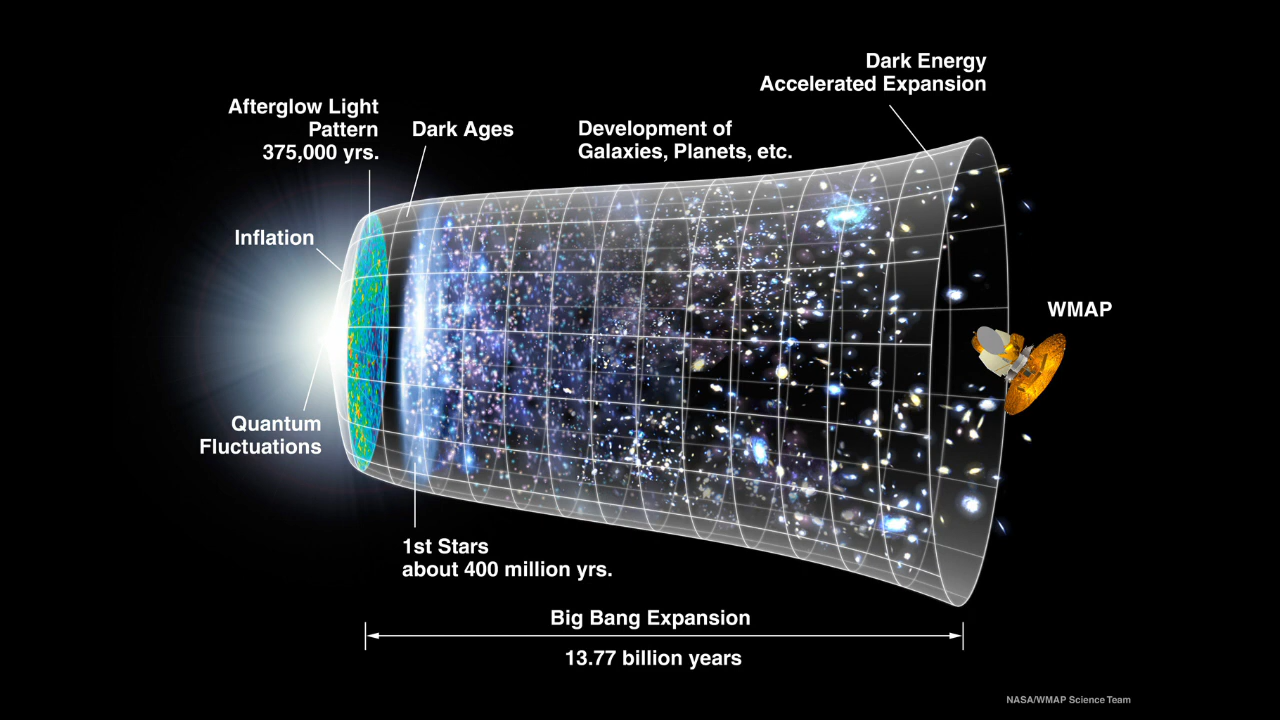 Dark Energy
Accelerated Expansion
Afterglow Light
Pattern
375,000 yrs.
Dark Ages
Development of
Galaxies, Planets, etc.
Inflation
WMAP
Quantum
Fluctuations
1st Stars
about 400 million yrs.
Big Bang Expansion
13.77 billion years
NASA/WMAP Science Team